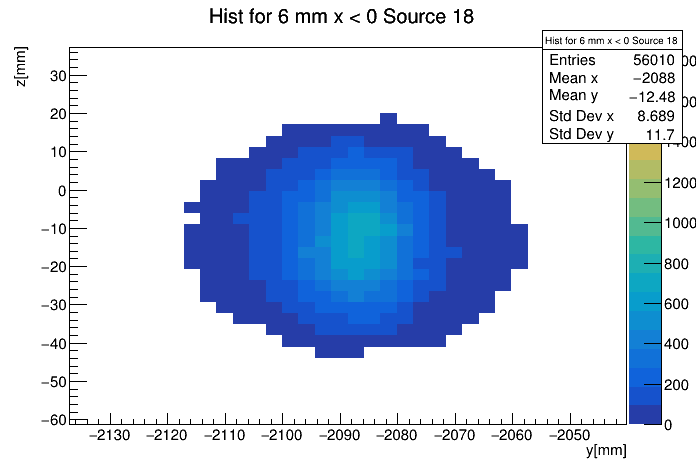 Hist for 6 mm x < 0 Source 18
z[mm]
Hist for 6 mm x < 0 Source 18
Entries 56010
Mean x −2088
Mean y −12.48
Std Dev x 8.689
Std Dev y 11.7
30
20
10
0
−10
−20
−30
−40
−50
−60
1400
1200
1000
800
600
400
200
0
−2130 −2120 −2110 −2100 −2090 −2080 −2070 −2060 −2050
y[mm]